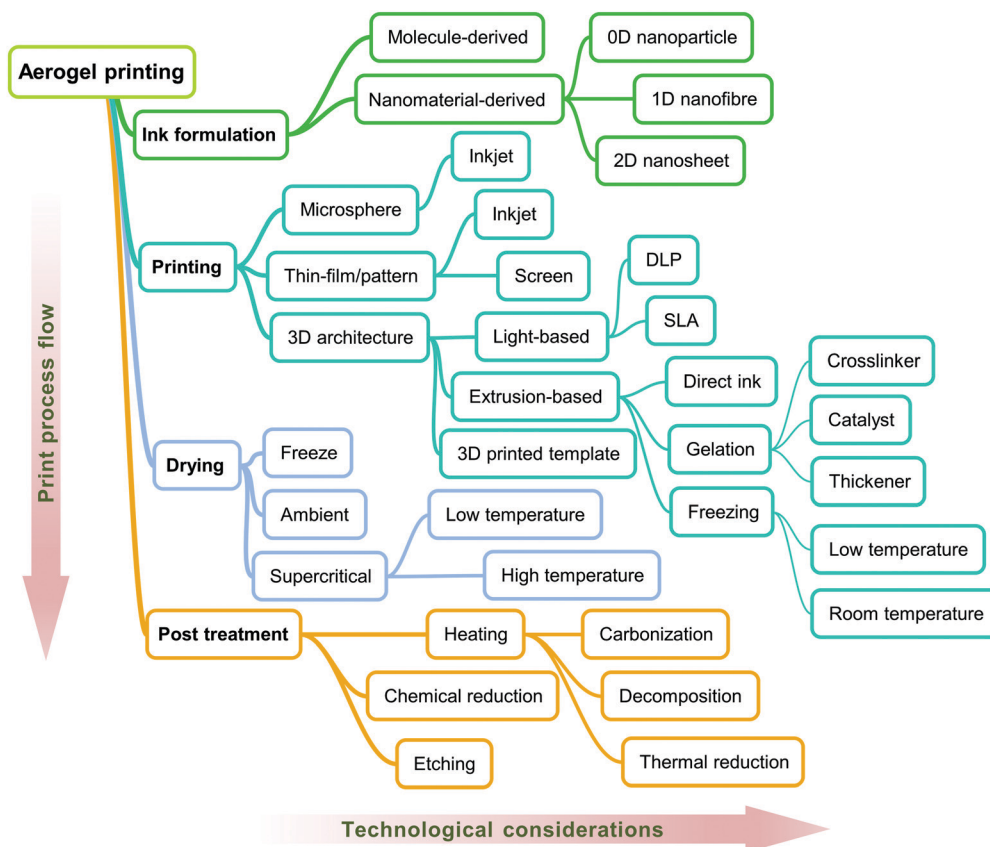 Aerogel printing
Ink formulation
Molecule-derived
Nanomaterial-derived
0D nanoparticle
1D nanofibre
2D nanosheet
Printing
Microsphere
Inkjet
Thin-film/pattern
Inkjet
Screen
3D architecture
Light-based
DLP
SLA
Extrusion-based
Direct ink
Gelation
Crosslinker
Catalyst
Thickener
Freezing
Low temperature
Room temperature
3D printed template
Drying
Freeze
Ambient
Supercritical
Low temperature
High temperature
Post treatment
Heating
Carbonization
Decomposition
Thermal reduction
Chemical reduction
Etching
Print process flow
Technological considerations